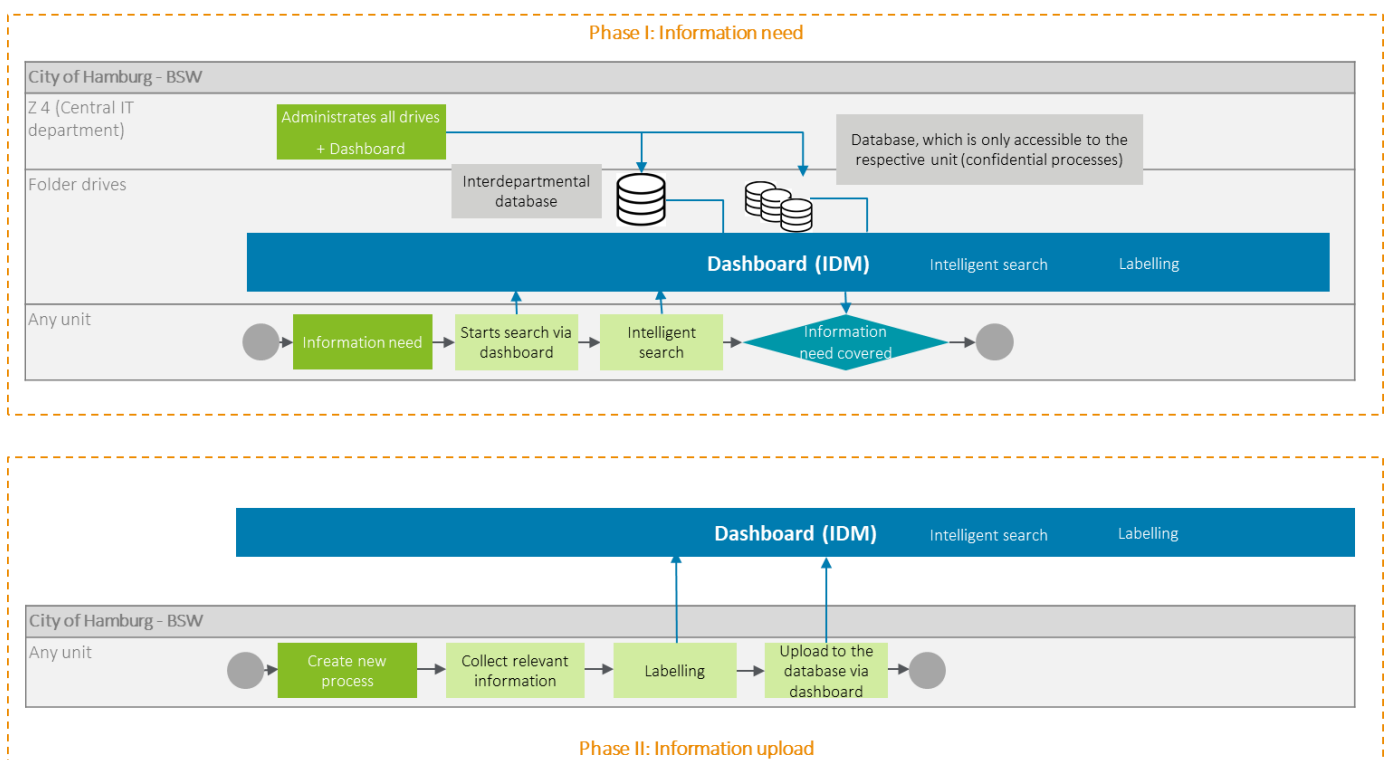 Phase I: Information need
City of Hamburg - BSW
Z 4 (Central IT
department)
Administrates all drives
+ Dashboard
Database, which is only accessible to the
respective unit (confidential processes)
Folder drives
Interdepartmental
database
Dashboard (IDM)
Intelligent search
Labelling
Any unit
Information need
Starts search via
dashboard
Intelligent
search
Information
need covered
Dashboard (IDM)
Intelligent search
Labelling
City of Hamburg - BSW
Any unit
Create new
process
Collect relevant
information
Labelling
Upload to the
database via
dashboard
Phase II: Information upload